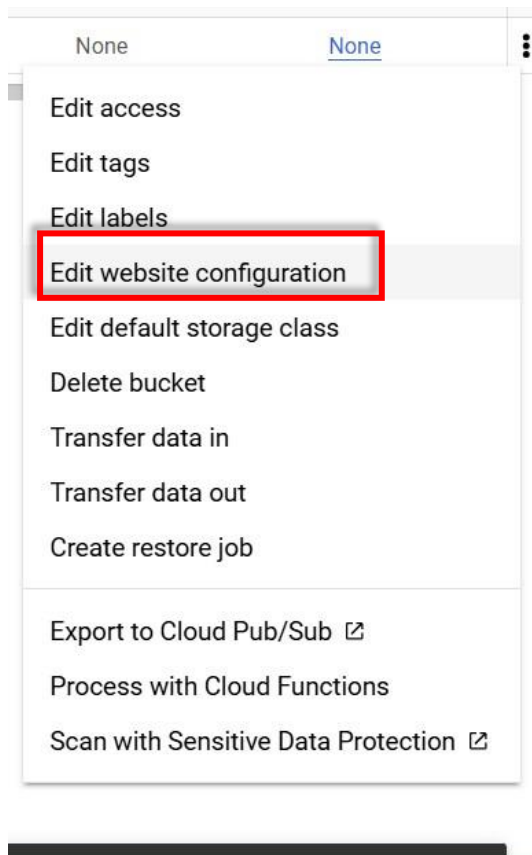 None None
Edit access
Edit tags
Edit labels
Edit website configuration
Edit default storage class
Delete bucket
Transfer data in
Transfer data out
Create restore job
Export to Cloud Pub/Sub
Process with Cloud Functions
Scan with Sensitive Data Protection